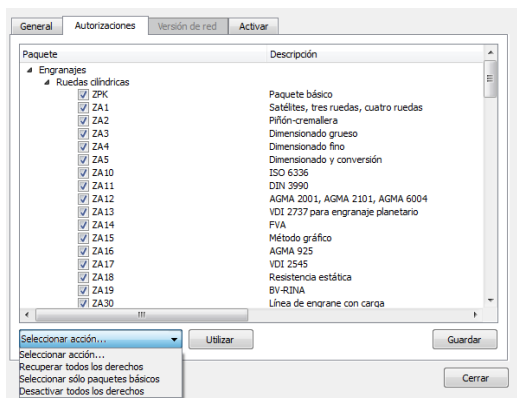 General Autorizaciones Versión de red Activar
Paquete Descripción
Engranajes
Ruedas cilíndricas
ZPK Paquete básico
ZA1 Satélites, tres ruedas, cuatro ruedas
ZA2 Piñón-cremallera
ZA3 Dimensionado grueso
ZA4 Dimensionado fino
ZA5 Dimensionado y conversión
ZA10 ISO 6336
ZA11 DIN 3990
ZA12 AGMA 2001, AGMA 2101, AGMA 6004
ZA13 VDI 2737 para engranaje planetario
ZA14 FVA
ZA15 Método gráfico
ZA16 AGMA 925
ZA17 VDI 2545
ZA18 Resistencia estática
ZA19 BV-RINA
ZA30 Línea de engrane con carga
Seleccionar acción... Utilizar Guardar
Seleccionar acción...
Recuperar todos los derechos
Seleccionar sólo paquetes básicos
Desactivar todos los derechos
Cerrar